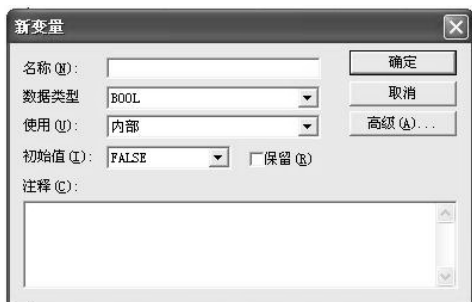 新变量
名称(N):
确定
数据类型 BOOL
取消
使用(U): 内部
高级(A)...
初始值(I): FALSE 保留(R)
注释(C):